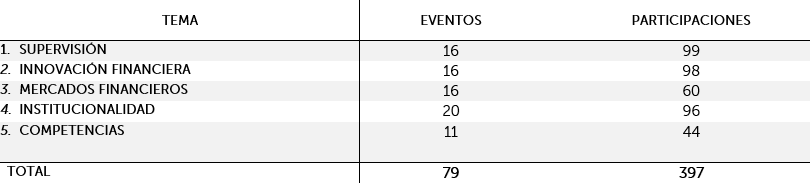 TEMA EVENTOS PARTICIPACIONES
1. SUPERVISIÓN 16 99
2. INNOVACIÓN FINANCIERA 16 98
3. MERCADOS FINANCIEROS 16 60
4. INSTITUCIONALIDAD 20 96
5. COMPETENCIAS 11 44
TOTAL 79 397